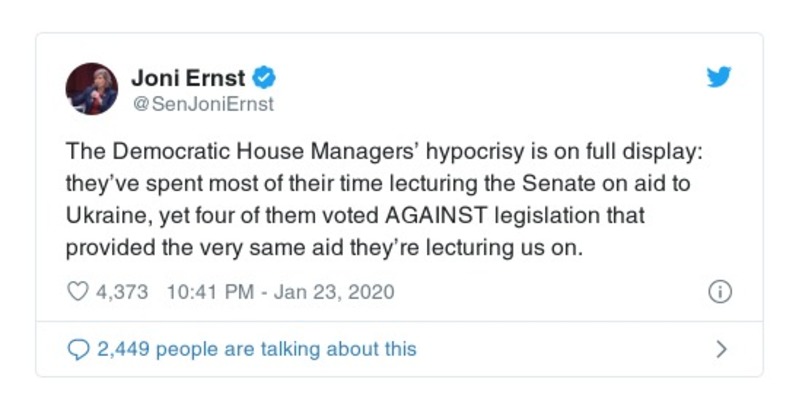 Joni Ernst
@SenJoniErnst
The Democratic House Managers’ hypocrisy is on full display:
they’ve spent most of their time lecturing the Senate on aid to
Ukraine, yet four of them voted AGAINST legislation that
provided the very same aid they’re lecturing us on.
4,373 10:41 PM - Jan 23, 2020
2,449 people are talking about this